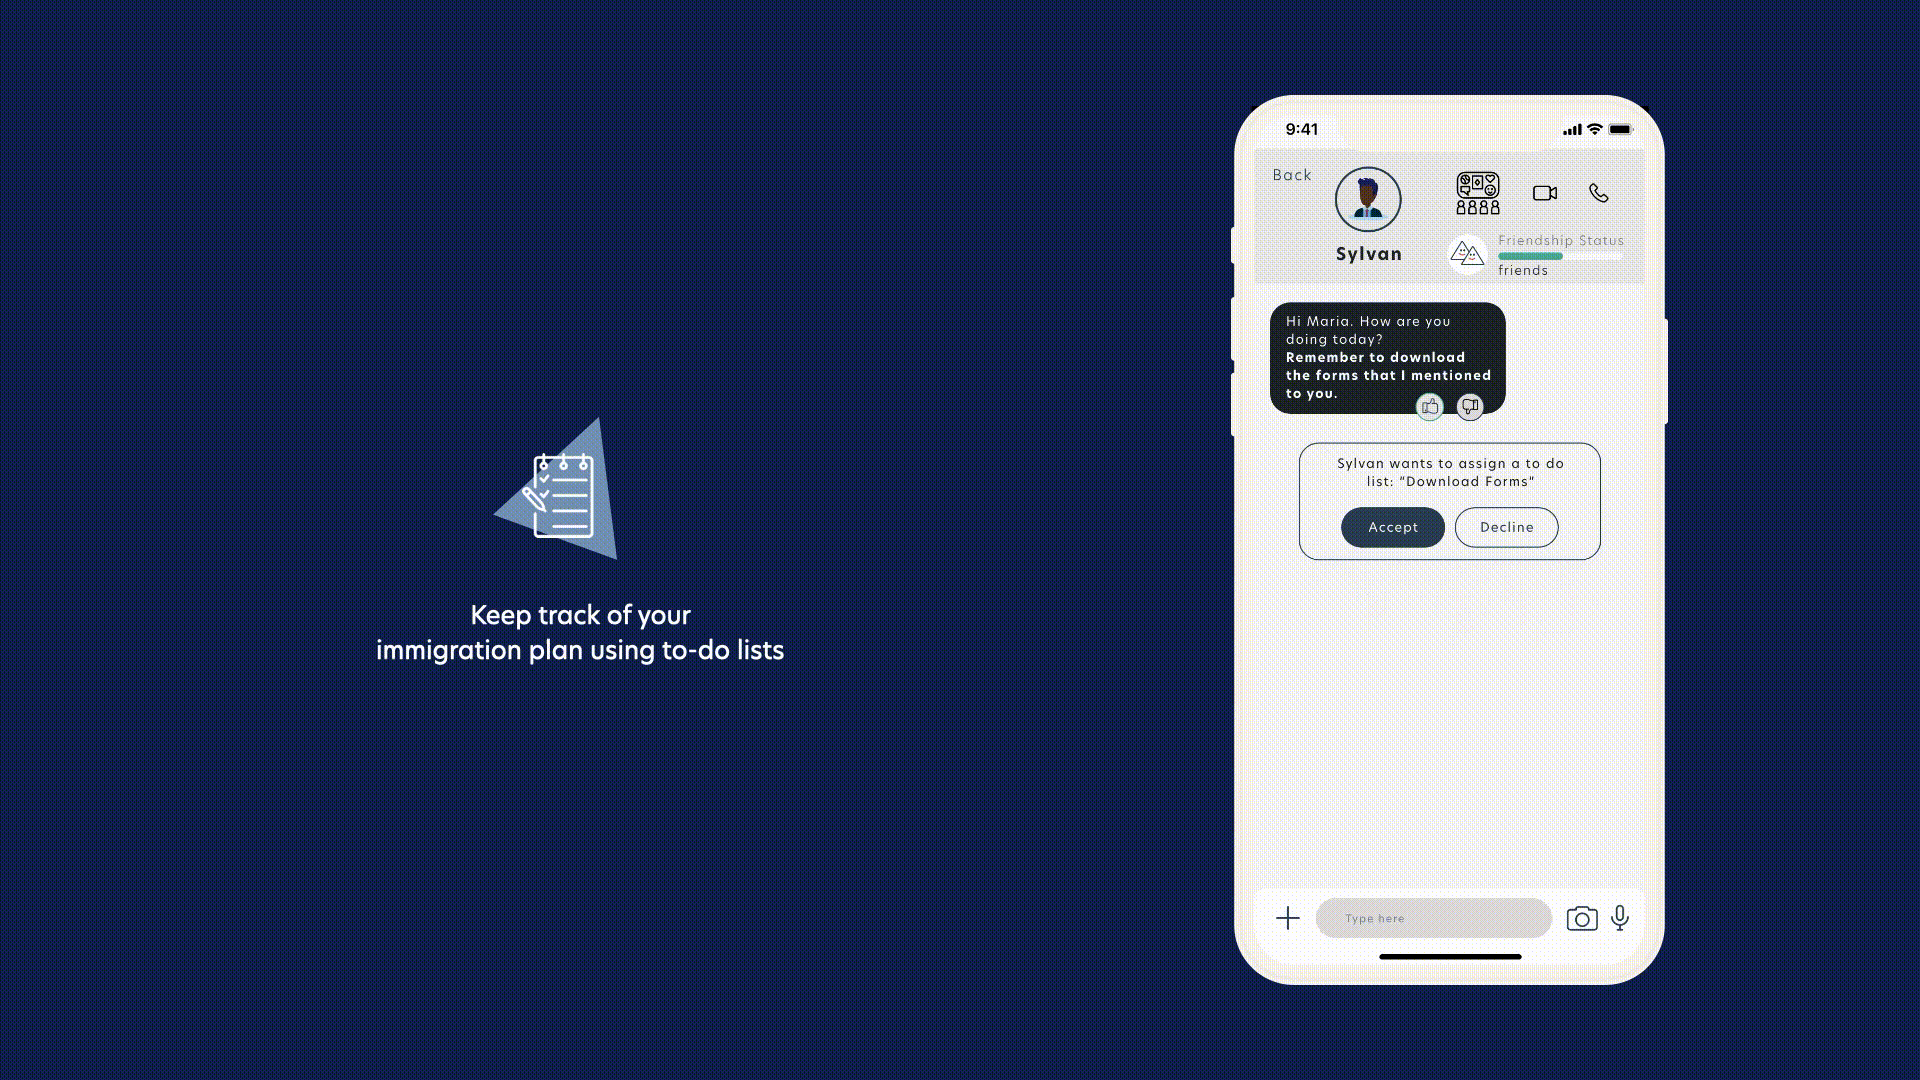 Keep track of your
immigration plan using to-do lists
9:41
Back
Sylvan
Friendship Status
friends
Hi Maria. How are you
doing today?
Remember to download
the forms that I mentioned
to you.
Sylvan wants to assign a to do
list: “Download Forms”
Accept
Decline
Type here